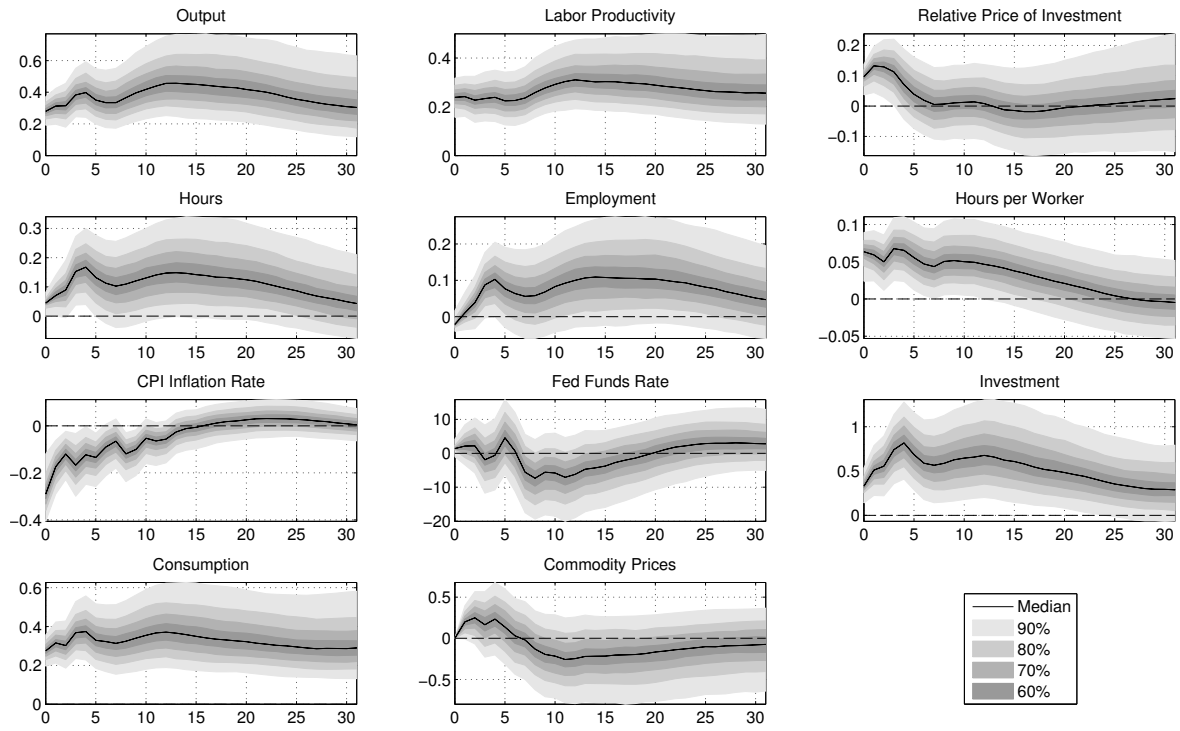 Output
0.6
0.4
0.2
0
0 5 10 15 20 25 30
Labor Productivity
0.4
0.2
0
0 5 10 15 20 25 30
Relative Price of Investment
0.2
0.1
0
−0.1
0 5 10 15 20 25 30
Hours
0.3
0.2
0.1
0
0 5 10 15 20 25 30
Employment
0.2
0.1
0
0 5 10 15 20 25 30
Hours per Worker
0.1
0.05
0
−0.05
0 5 10 15 20 25 30
CPI Inflation Rate
0
−0.2
−0.4
0 5 10 15 20 25 30
Fed Funds Rate
10
0
−10
−20
0 5 10 15 20 25 30
Investment
1
0.5
0
0 5 10 15 20 25 30
Consumption
0.6
0.4
0.2
0
0 5 10 15 20 25 30
Commodity Prices
0.5
0
−0.5
0 5 10 15 20 25 30
Median
90%
80%
70%
60%